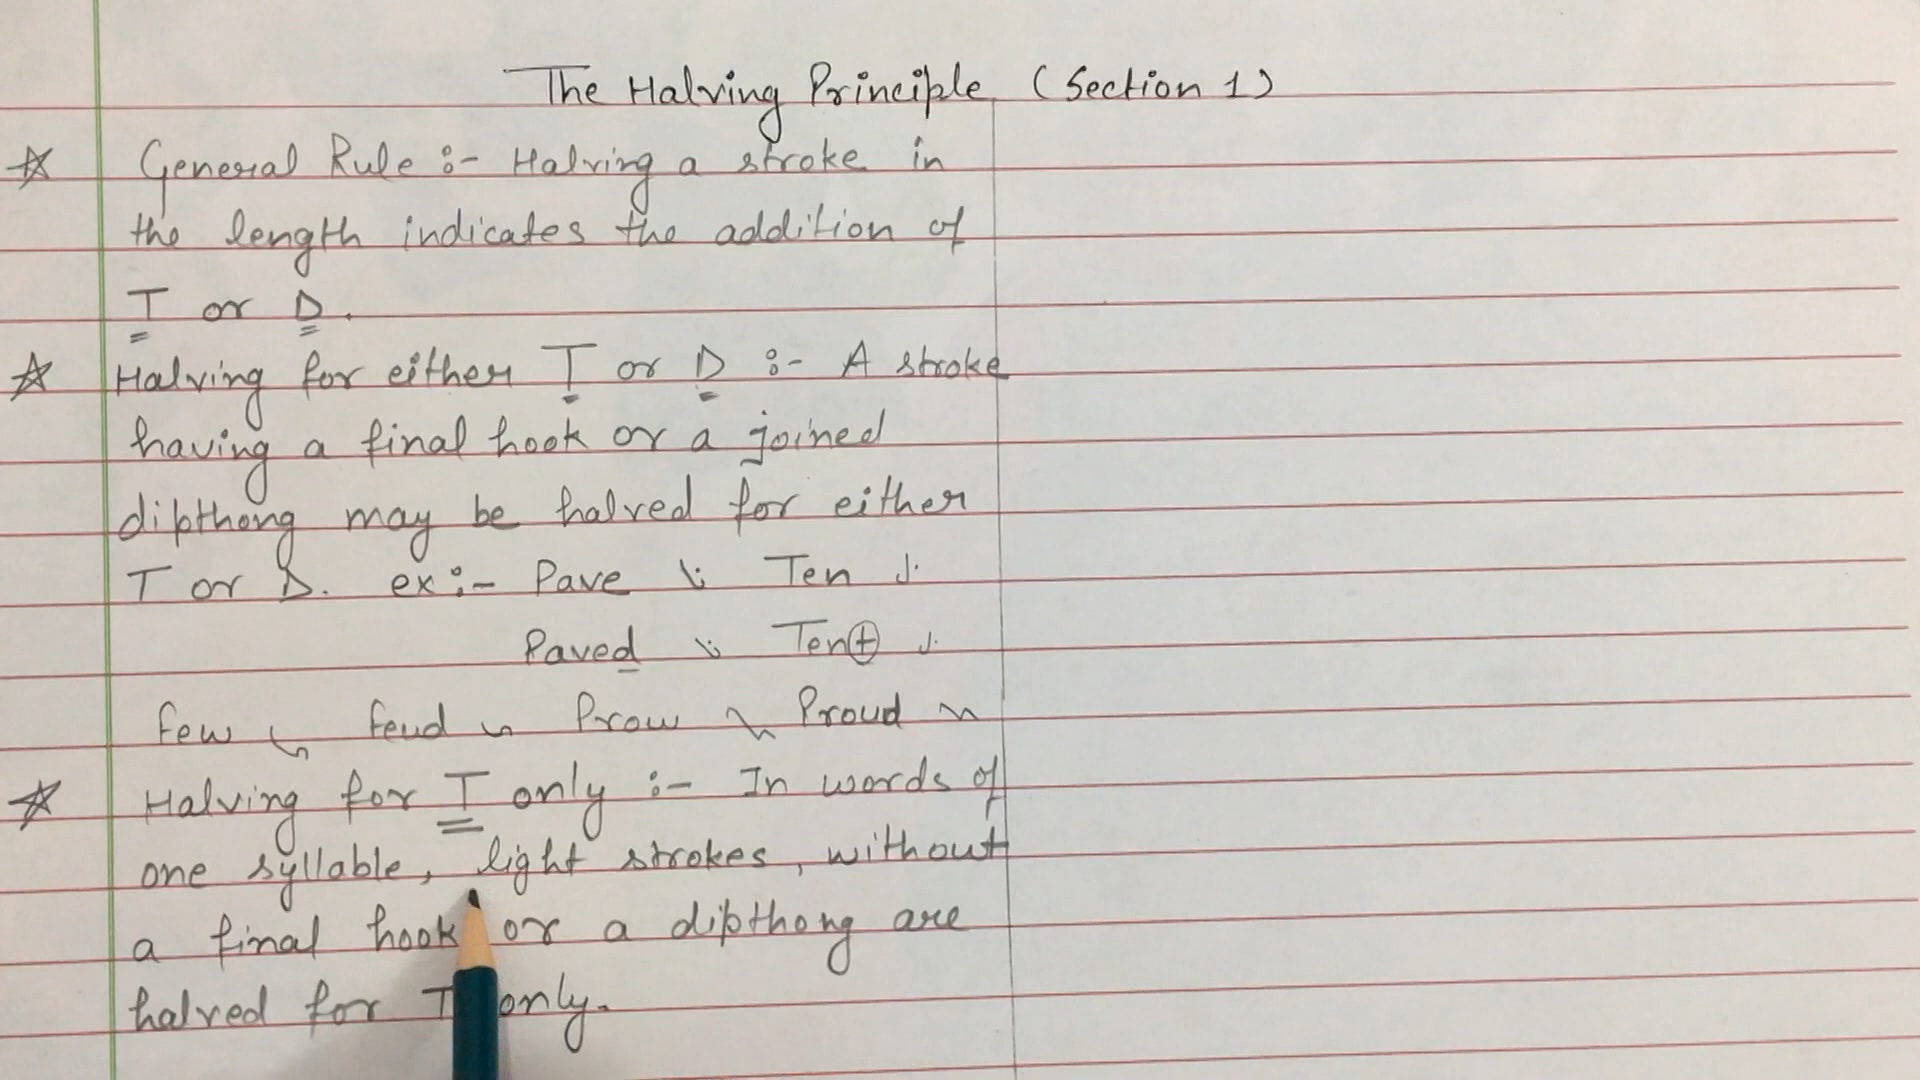 The Halving Principle (Section 1)
☆ General Rule :- Halving a stroke in
the length indicates the addition of
T or D.
☆ Halving for either T or D :- A stroke
having a final hook or a joined
dipthong may be halved for either
T or D. ex:- Pave Ten
Paved Tent
Few Feud Prow Proud
☆ Halving for T only :- In words of
one syllable, light strokes, without
a final hook or a dipthong are
halved for T only.